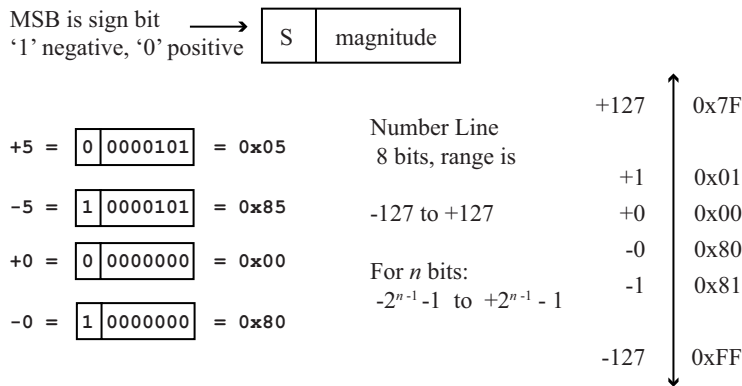 MSB is sign bit
‘1’ negative, ‘0’ positive
S magnitude
+5 = 0 0000101 = 0x05
-5 = 1 0000101 = 0x85
+0 = 0 0000000 = 0x00
-0 = 1 0000000 = 0x80
Number Line
8 bits, range is
-127 to +127
For n bits:
-2ⁿ⁻¹-1 to +2ⁿ⁻¹ - 1
+127 0x7F
+1 0x01
+0 0x00
-0 0x80
-1 0x81
-127 0xFF